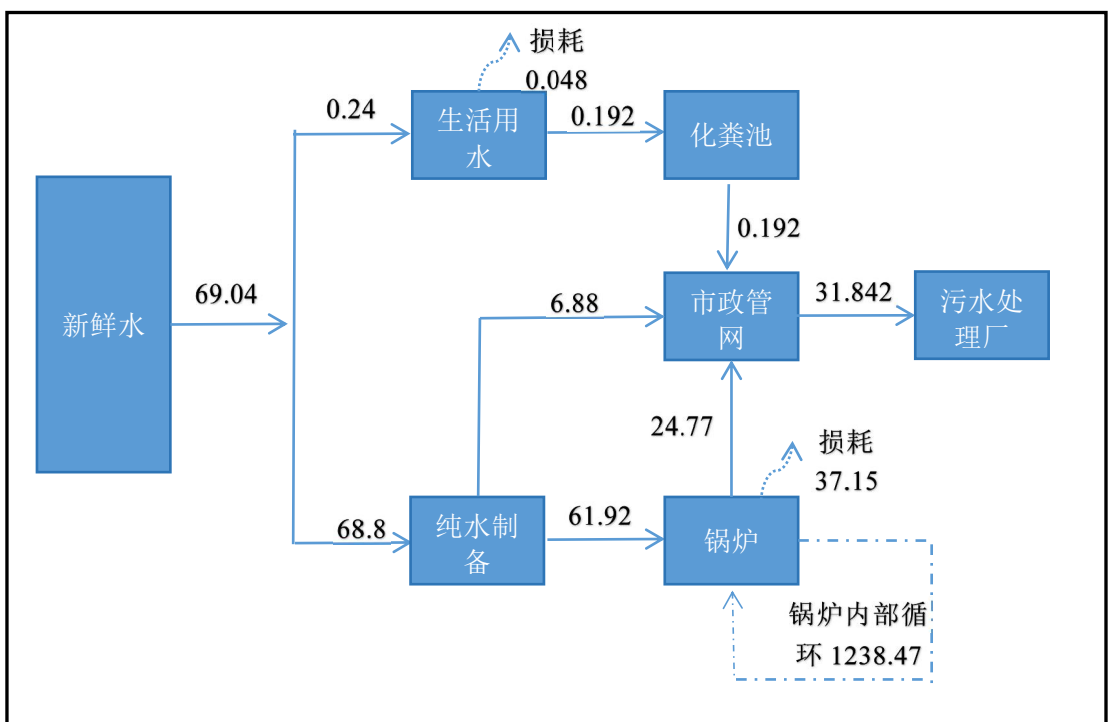 损耗
0.048
0.24
生活用
水
0.192
化粪池
0.192
新鲜水
69.04
6.88
市政管
网
31.842
污水处
理厂
24.77
损耗
37.15
68.8
纯水制
备
61.92
锅炉
锅炉内部循
环 1238.47